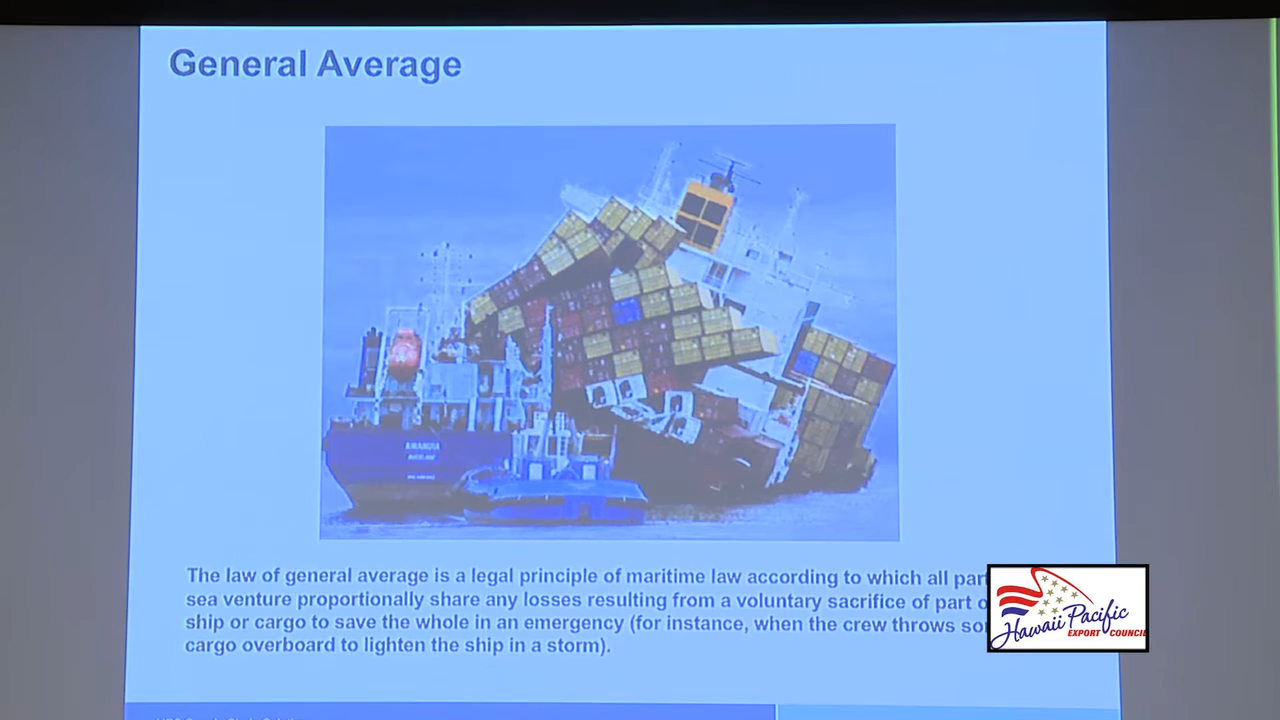 General Average
AMANDIA
The law of general average is a legal principle of maritime law according to which all part
sea venture proportionally share any losses resulting from a voluntary sacrifice of part o
ship or cargo to save the whole in an emergency (for instance, when the crew throws so
cargo overboard to lighten the ship in a storm).
Hawaii Pacific
EXPORT COUNCIL